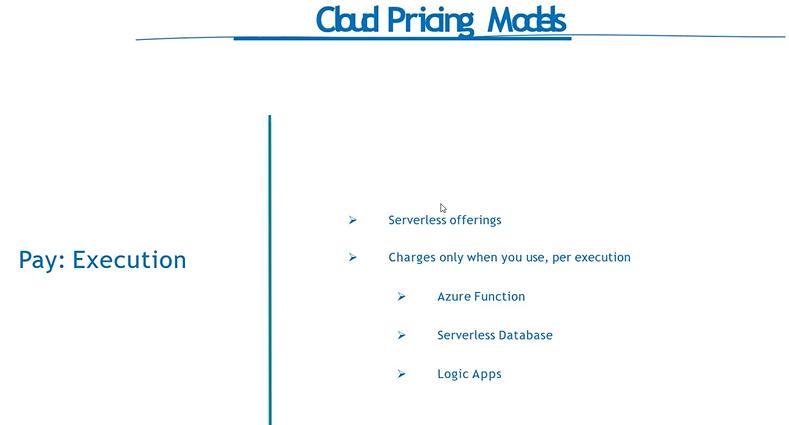 Cloud Pricing Models
Pay: Execution
Serverless offerings
Charges only when you use, per execution
Azure Function
Serverless Database
Logic Apps